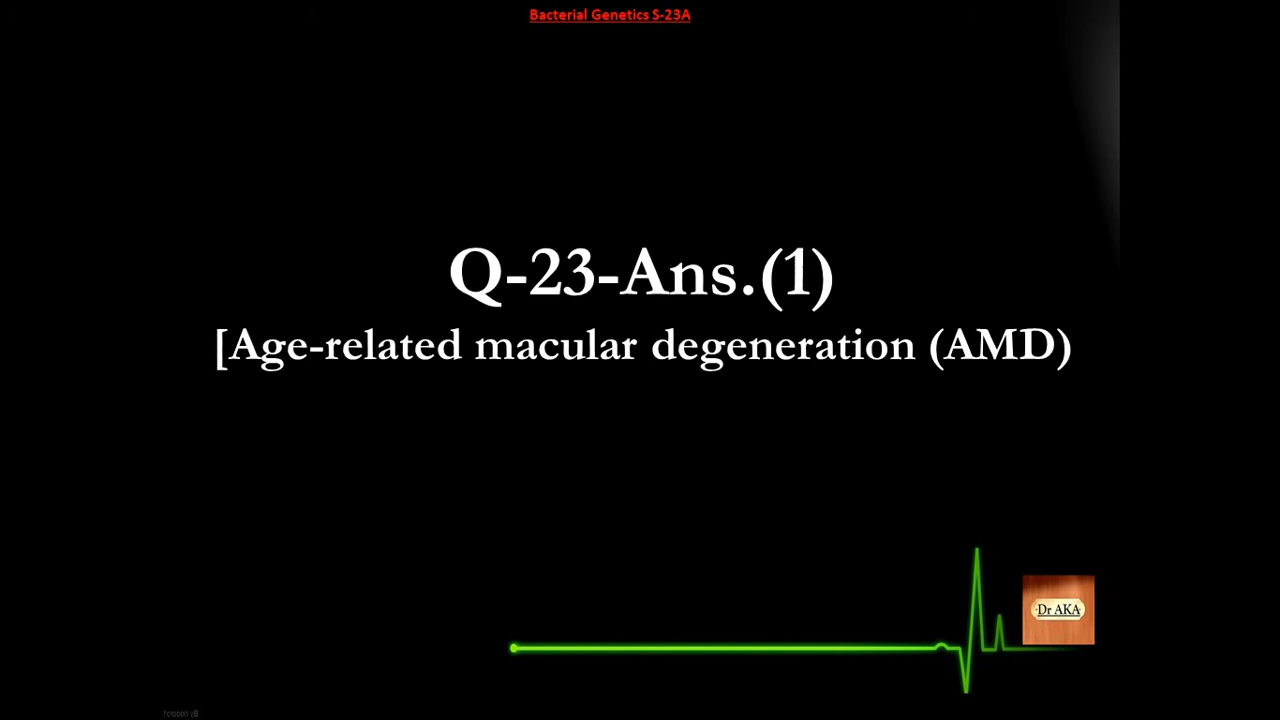 Bacterial Genetics S-23A
Q-23-Ans.(1)
[Age-related macular degeneration (AMD)
Dr AKA